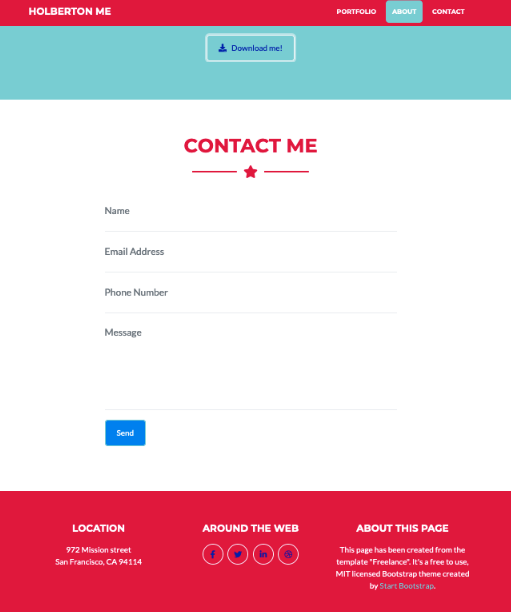 HOLBERTON ME
PORTFOLIO ABOUT CONTACT
Download me!
CONTACT ME
Name
Email Address
Phone Number
Message
Send
LOCATION
972 Mission street
San Francisco, CA 94114
AROUND THE WEB
ABOUT THIS PAGE
This page has been created from the
template "Freelance". It's a free to use,
MIT licensed Bootstrap theme created
by Start Bootstrap.